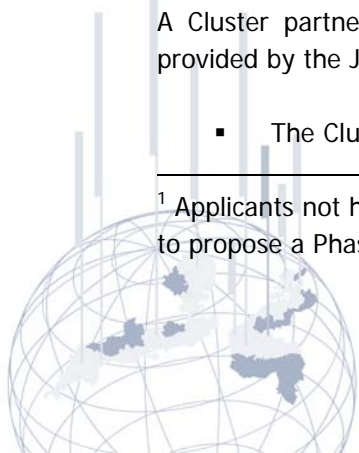 A Cluster partne
provided by the J
▪ The Clu
¹ Applicants not h
to propose a Phas